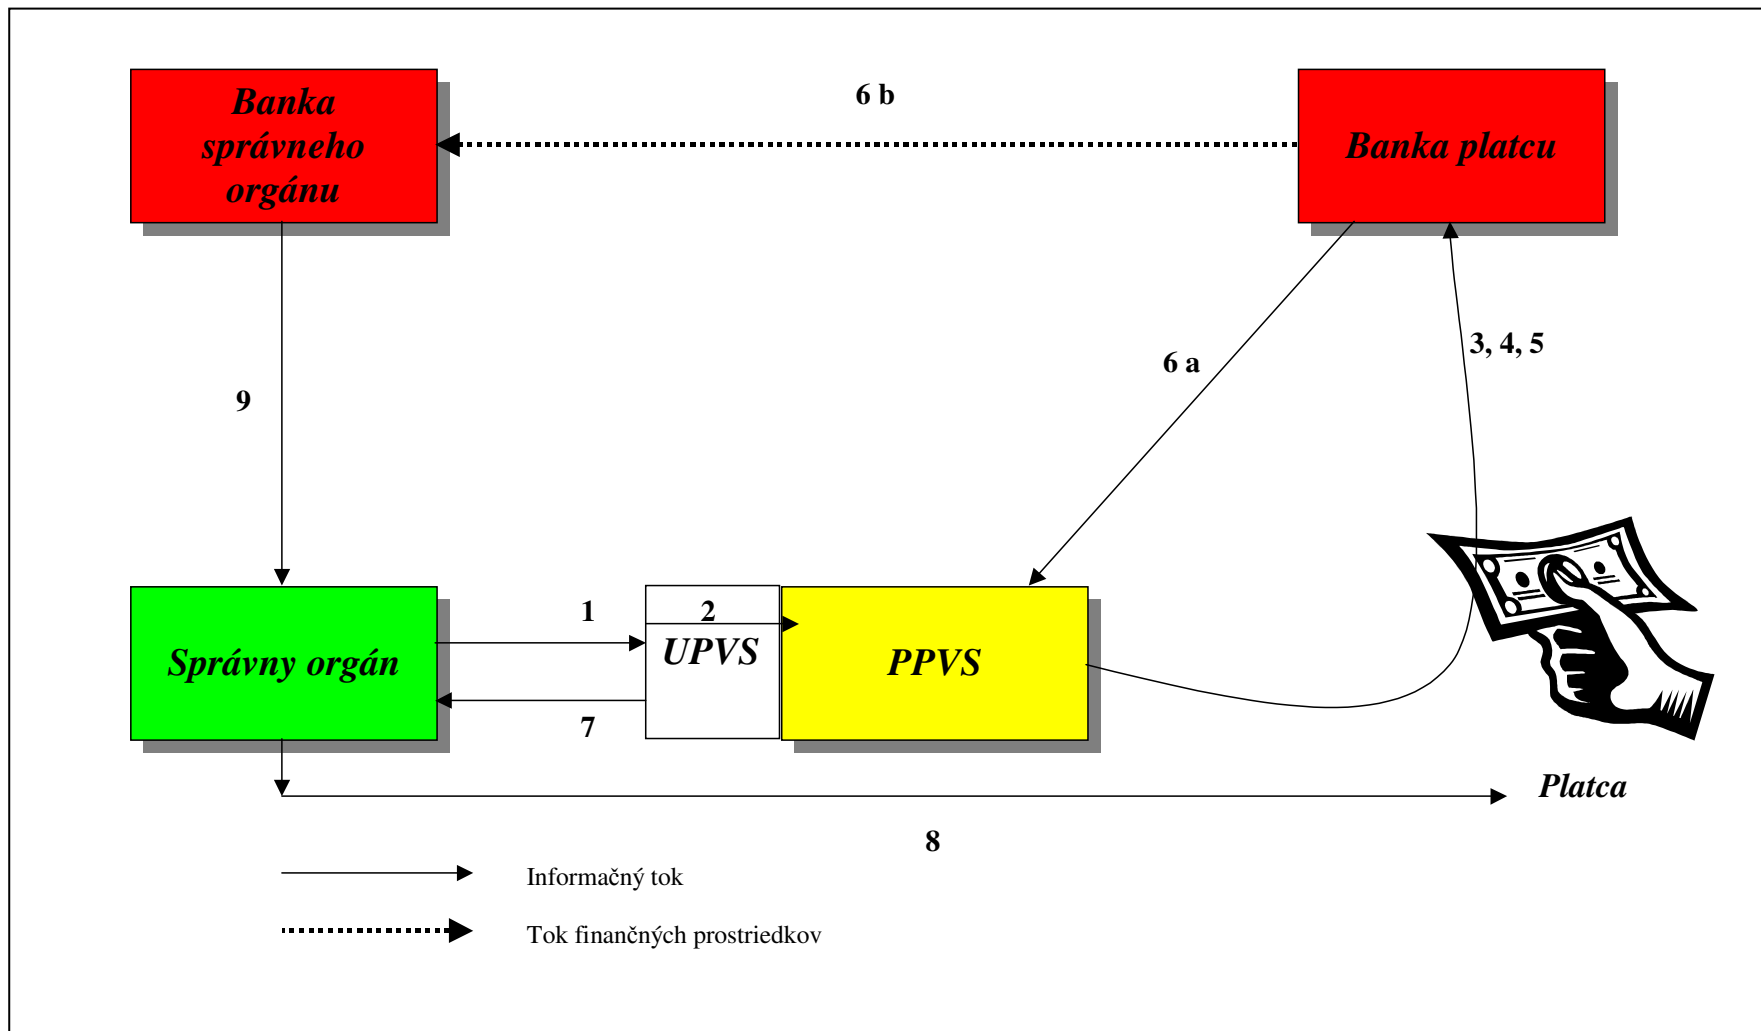 6 b
Banka
správneho
orgánu
Banka platcu
3, 4, 5
6 a
9
1
2
UPVS
Správny orgán
PPVS
7
Platca
8
Informačný tok
Tok finančných prostriedkov